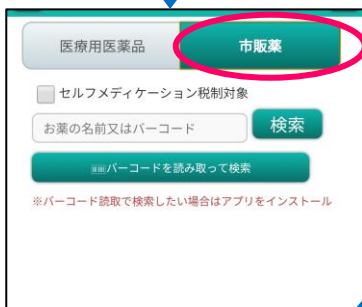 医療用医薬品
市販薬
セルフメディケーション税制対象
お薬の名前又はバーコード
検索
バーコードを読み取って検索
※バーコード読取で検索したい場合はアプリをインストール